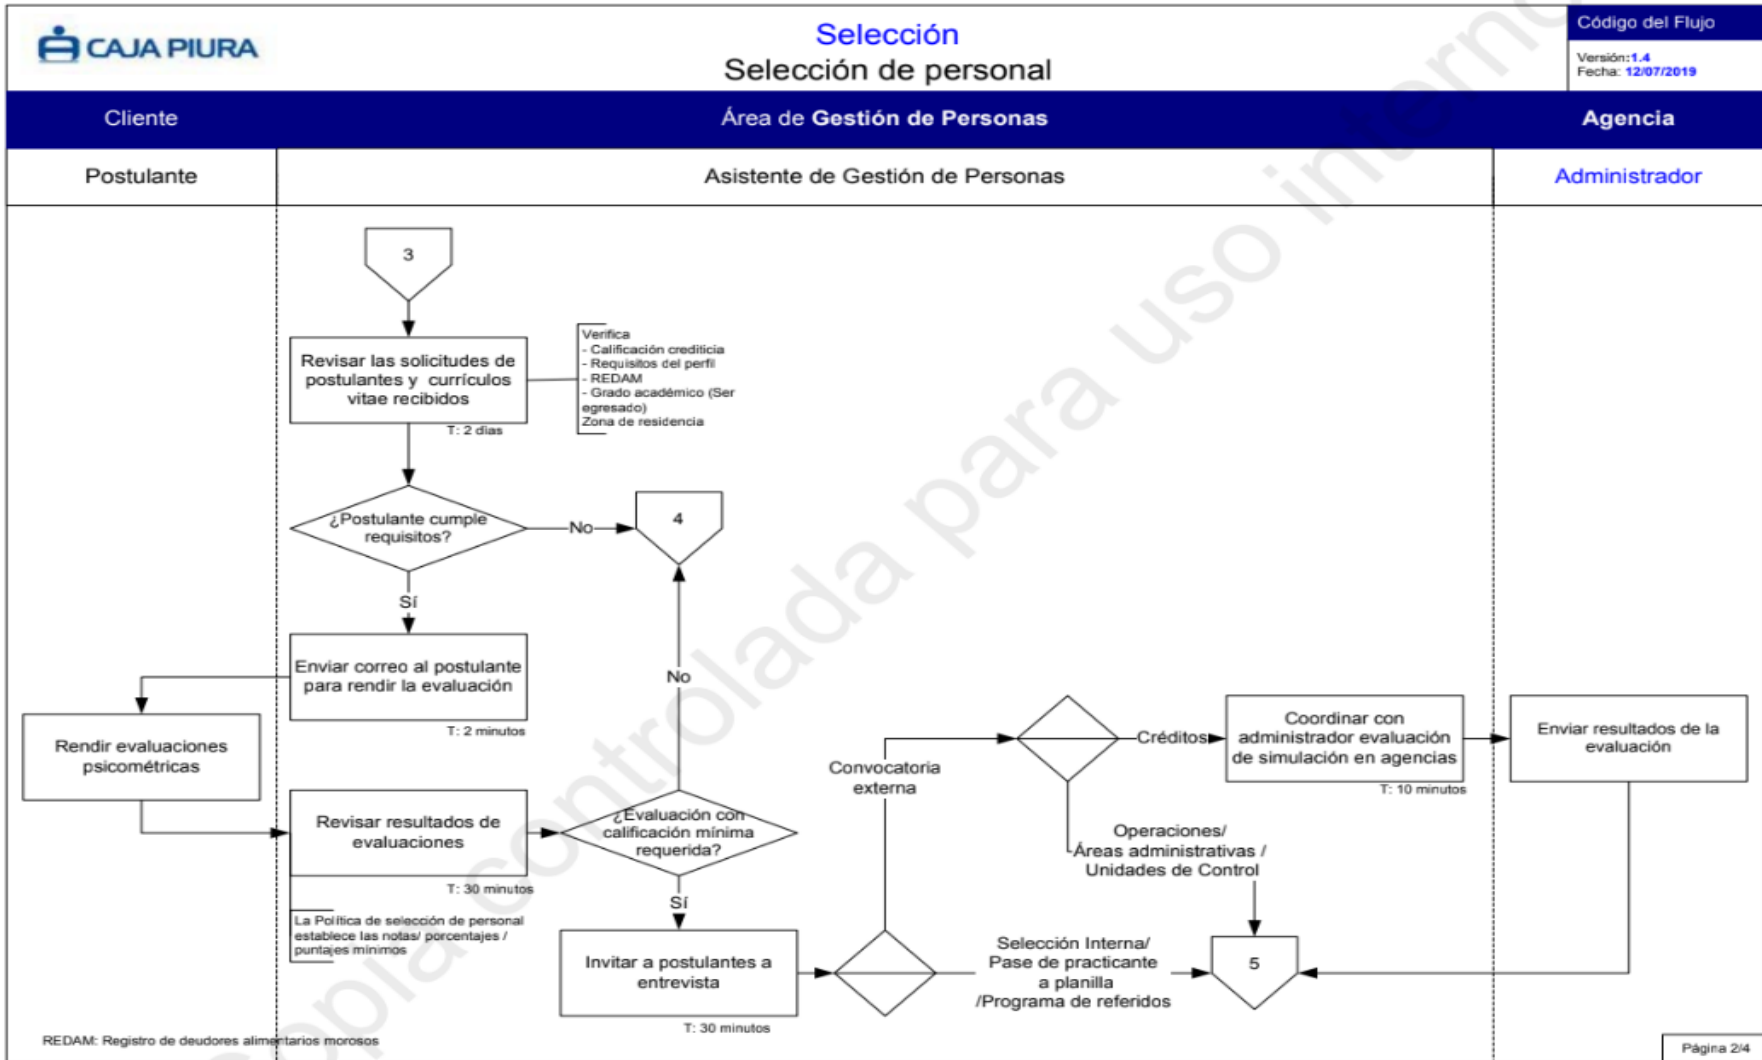 CAJA PIURA
Selección
Selección de personal
Código del Flujo
Versión:1.4
Fecha: 12/07/2019
Cliente
Área de Gestión de Personas
Agencia
Postulante
Asistente de Gestión de Personas
Administrador
3
Revisar las solicitudes de
postulantes y currículos
vitae recibidos
T: 2 días
Verifica
- Calificación crediticia
- Requisitos del perfil
- REDAM
- Grado académico (Ser
egresado)
Zona de residencia
¿Postulante cumple
requisitos?
No
4
Sí
Enviar correo al postulante
para rendir la evaluación
T: 2 minutos
Rendir evaluaciones
psicométricas
Revisar resultados de
evaluaciones
T: 30 minutos
La Política de selección de personal
establece las notas/ porcentajes /
puntajes mínimos
¿Evaluación con
calificación mínima
requerida?
No
Sí
Invitar a postulantes a
entrevista
T: 30 minutos
Convocatoria
externa
Créditos
Coordinar con
administrador evaluación
de simulación en agencias
T: 10 minutos
Enviar resultados de la
evaluación
Operaciones/
Áreas administrativas /
Unidades de Control
Selección Interna/
Pase de practicante
a planilla
/Programa de referidos
5
REDAM: Registro de deudores alimentarios morosos
Página 2/4
copia controlada para uso interno